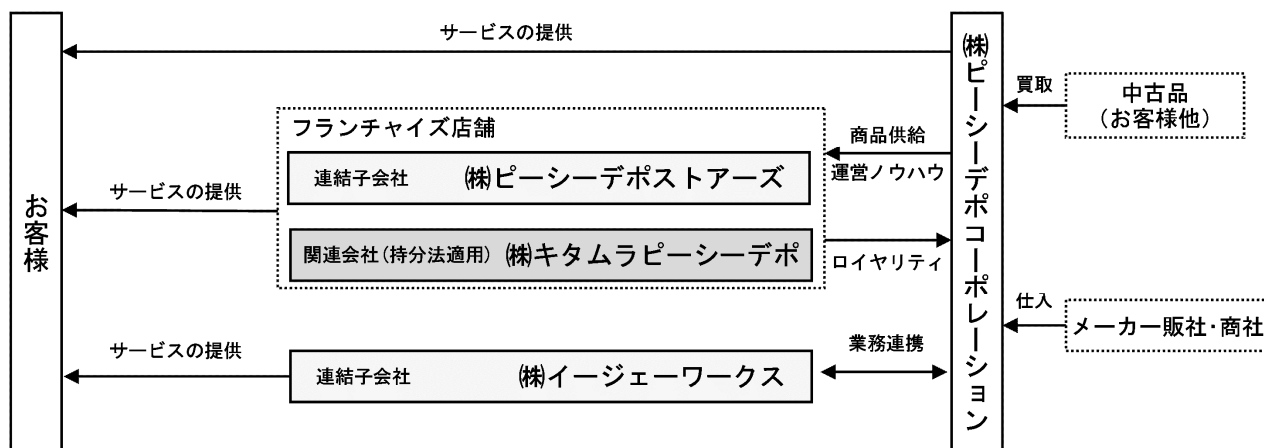 サービスの提供
㈱ピーシーデポコーポレーション
買取
中古品
(お客様他)
フランチャイズ店舗
商品供給
連結子会社 ㈱ピーシーデポストアーズ
運営ノウハウ
サービスの提供
お客様
関連会社(持分法適用) ㈱キタムラピーシーデポ
ロイヤリティ
仕入
メーカー販社・商社
サービスの提供
業務連携
連結子会社 ㈱イージェーワークス